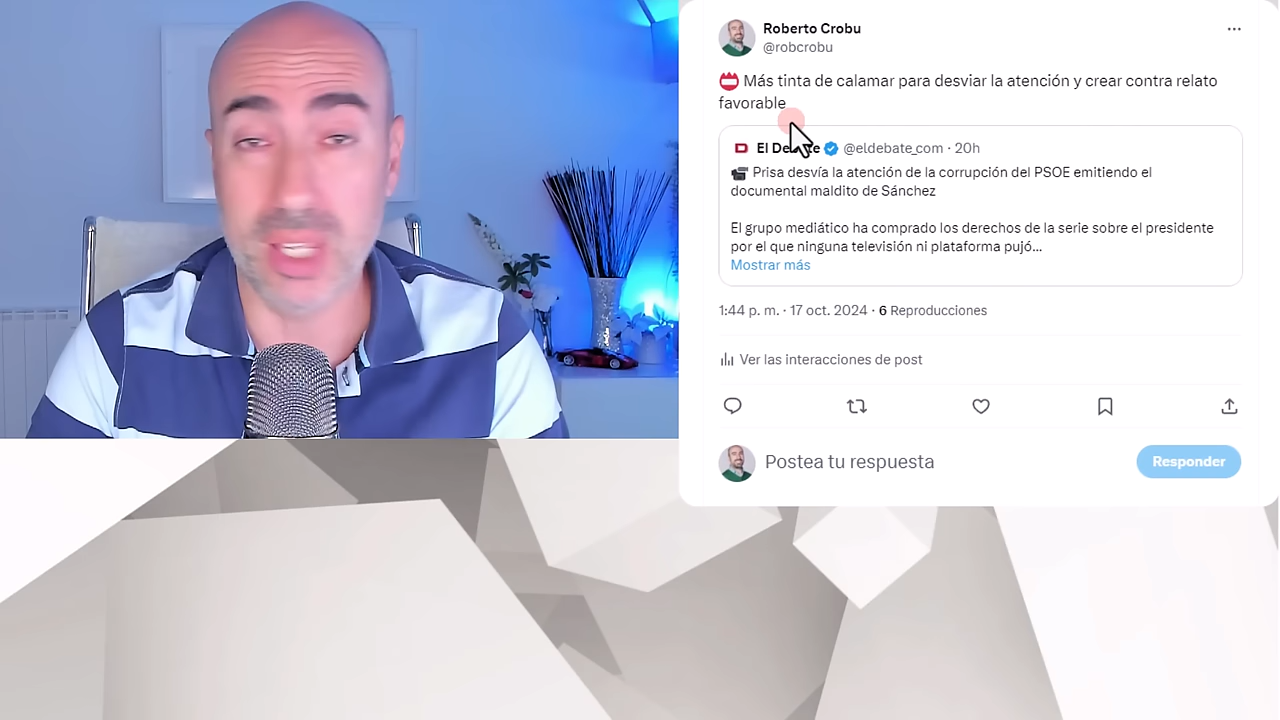 Roberto Crobu
@robcrobu
Más tinta de calamar para desviar la atención y crear contra relato
favorable
El De te @eldebate_com · 20h
Prisa desvía la atención de la corrupción del PSOE emitiendo el
documental maldito de Sánchez
El grupo mediático ha comprado los derechos de la serie sobre el presidente
por el que ninguna televisión ni plataforma pujó...
Mostrar más
1:44 p. m. · 17 oct. 2024 · 6 Reproducciones
Ver las interacciones de post
Postea tu respuesta
Responder